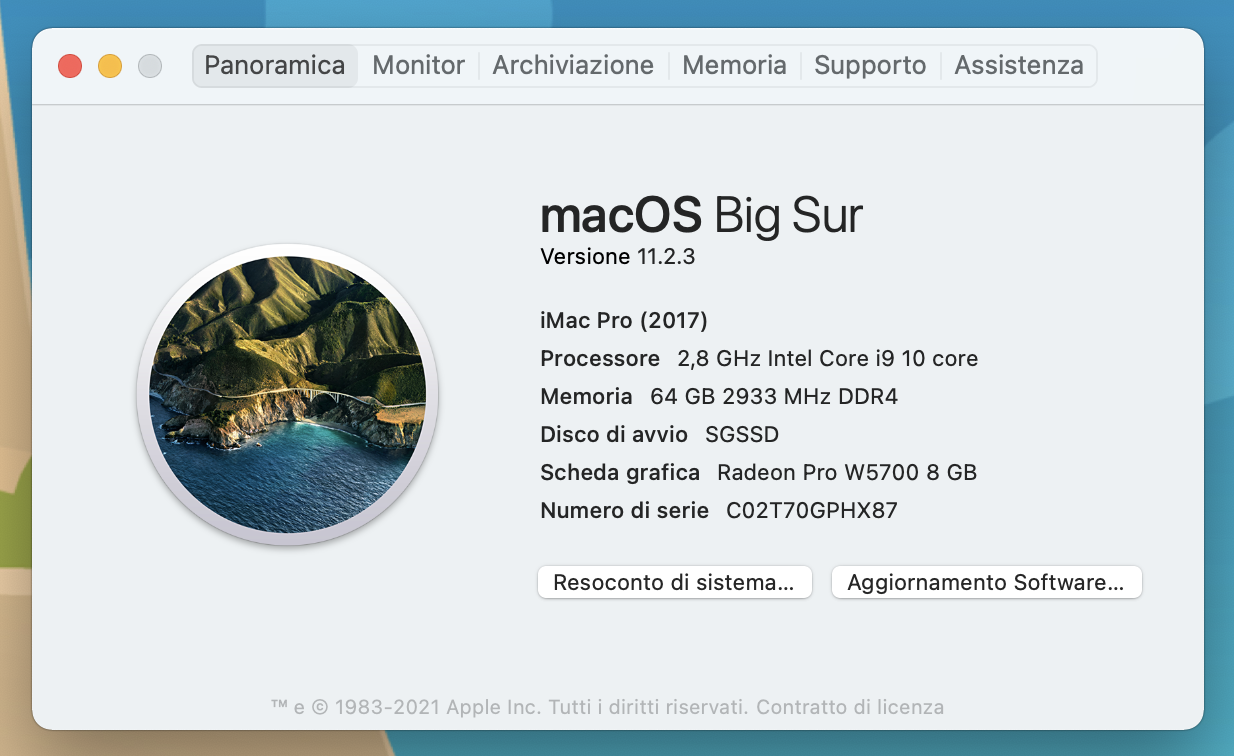 Panoramica Monitor Archiviazione Memoria Supporto Assistenza
macOS Big Sur
Versione 11.2.3
iMac Pro (2017)
Processore 2,8 GHz Intel Core i9 10 core
Memoria 64 GB 2933 MHz DDR4
Disco di avvio SGSSD
Scheda grafica Radeon Pro W5700 8 GB
Numero di serie C02T70GPHX87
Resoconto di sistema... Aggiornamento Software...
™ e © 1983-2021 Apple Inc. Tutti i diritti riservati. Contratto di licenza